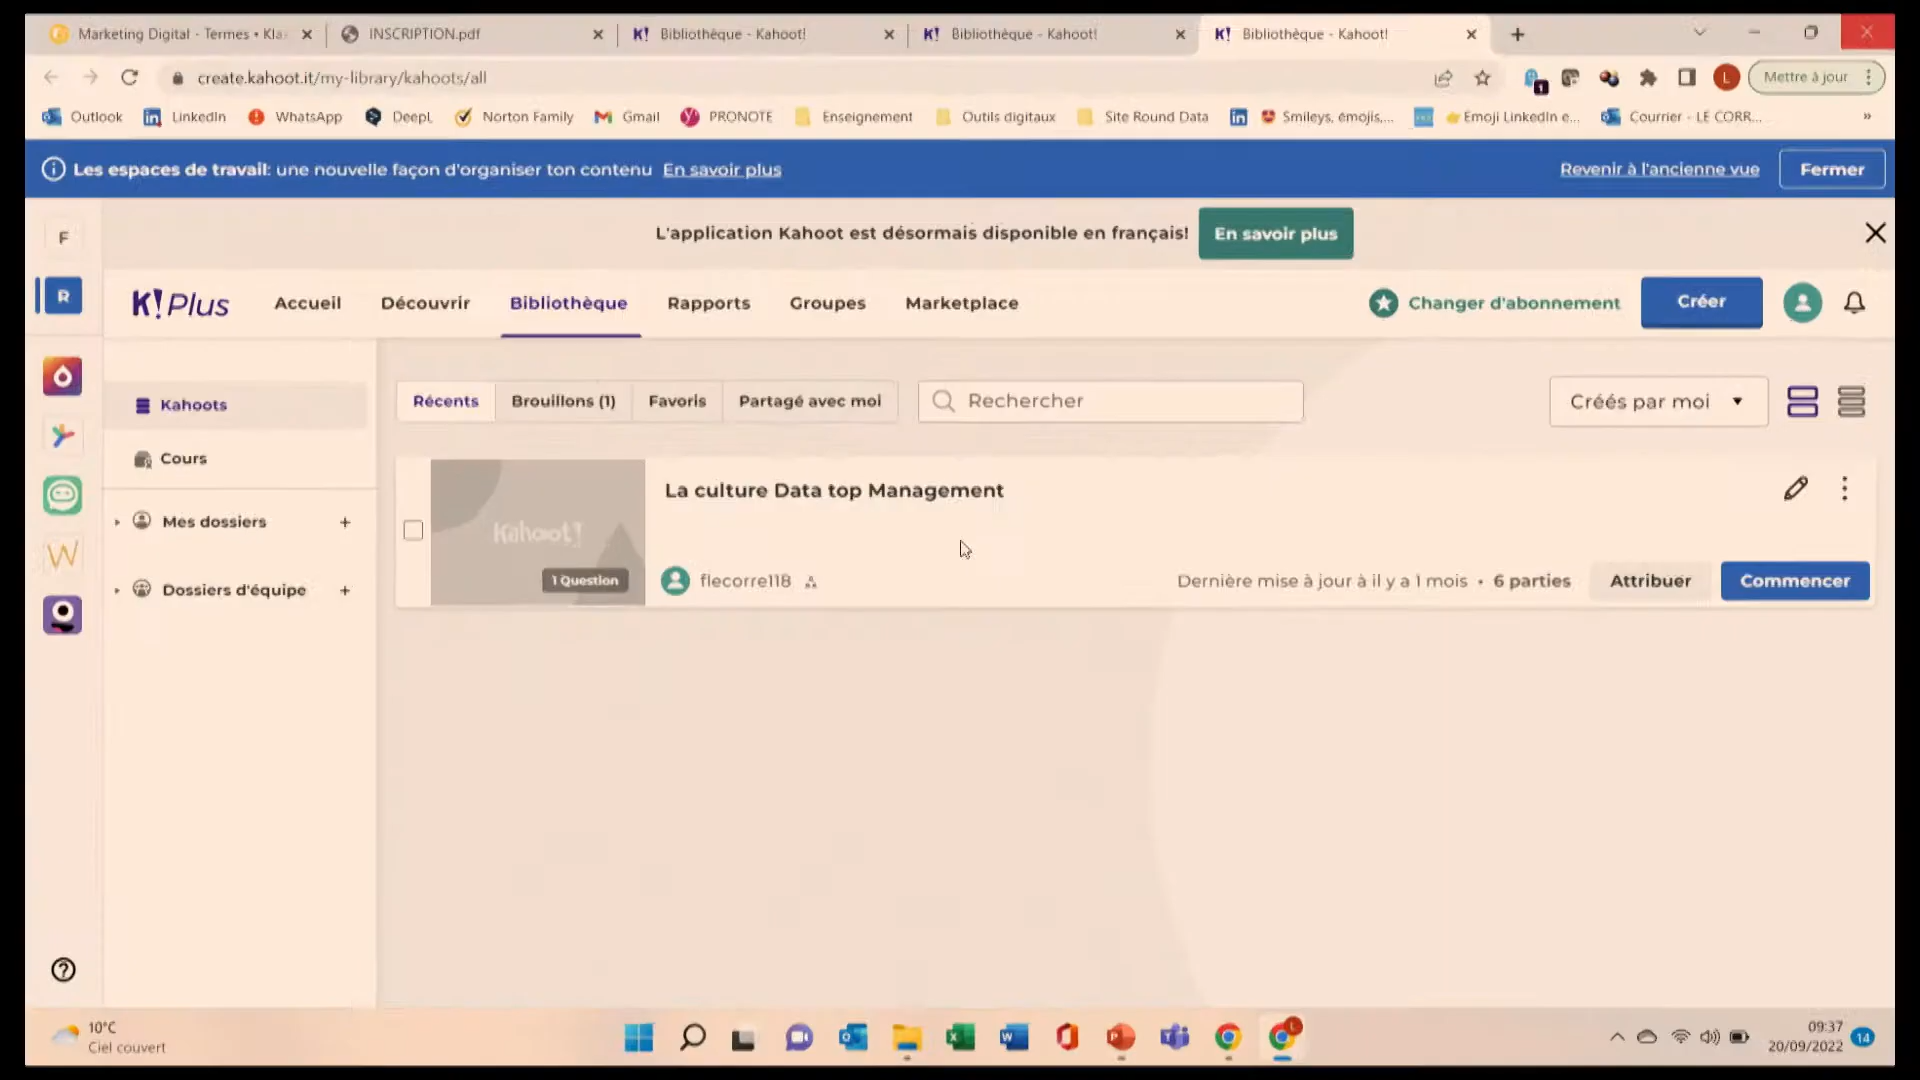 Marketing Digital - Termes • Kla
INSCRIPTION.pdf
K! Bibliothèque - Kahoot!
K! Bibliothèque - Kahoot!
K! Bibliothèque - Kahoot!
create.kahoot.it/my-library/kahoots/all
L
Mettre à jour
Outlook
LinkedIn
WhatsApp
DeepL
Norton Family
Gmail
PRONOTE
Enseignement
Outils digitaux
Site Round Data
Smileys, émojis,...
Emoji LinkedIn e...
Courrier - LE CORR...
»
Les espaces de travail: une nouvelle façon d'organiser ton contenu En savoir plus
Revenir à l'ancienne vue
Fermer
F
L'application Kahoot est désormais disponible en français!
En savoir plus
R
K! Plus
Accueil
Découvrir
Bibliothèque
Rapports
Groupes
Marketplace
Changer d'abonnement
Créer
Kahoots
Cours
Mes dossiers +
Dossiers d'équipe +
W
Récents
Brouillons (1)
Favoris
Partagé avec moi
Rechercher
Créés par moi
Kahoot!
1 Question
La culture Data top Management
flecorre118
Dernière mise à jour à il y a 1 mois • 6 parties
Attribuer
Commencer
10°C
Ciel couvert
09:37
20/09/2022
14